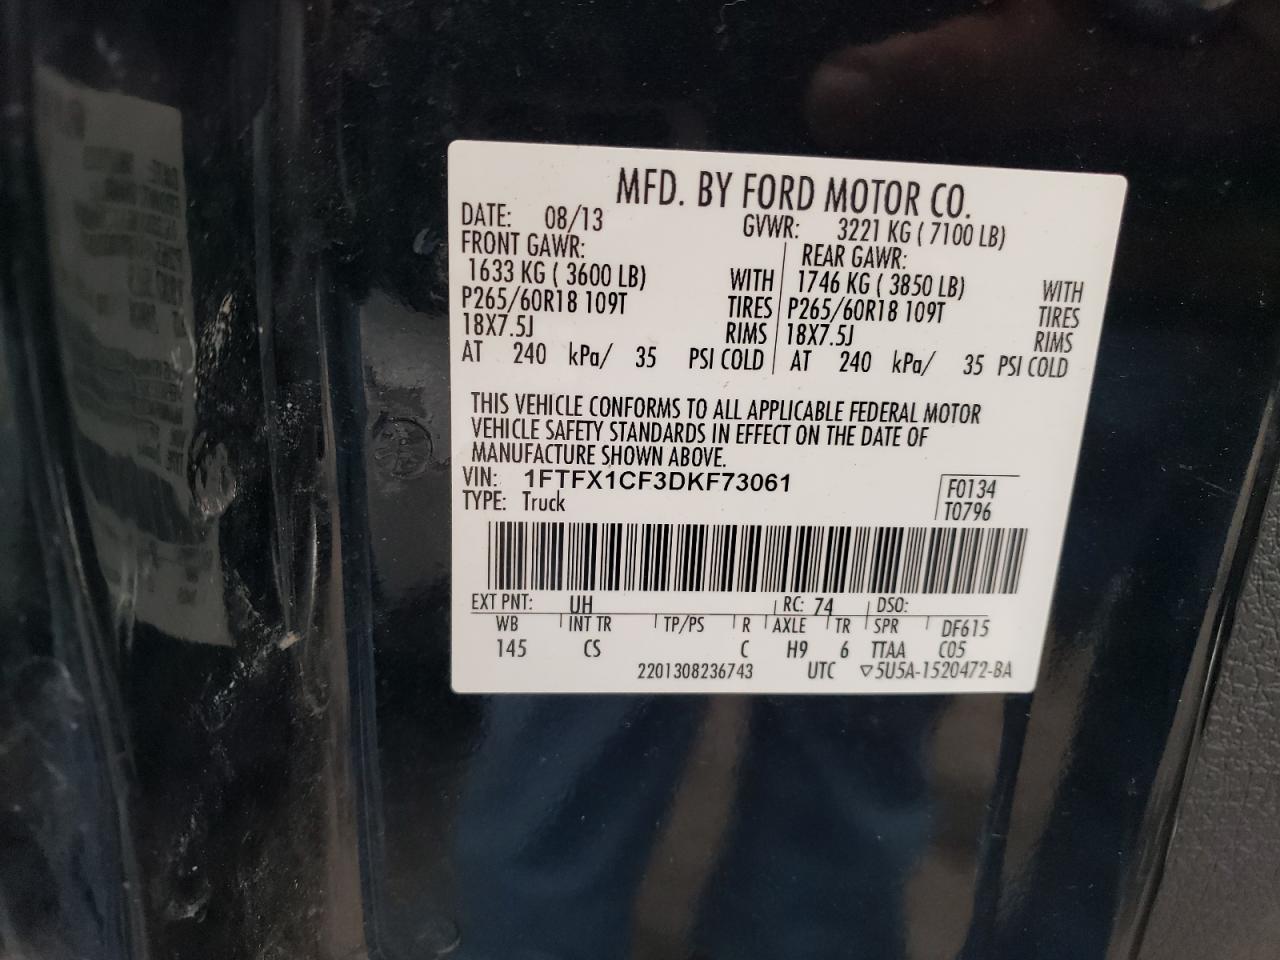 MFD. BY FORD MOTOR CO.
DATE: 08/13 GVWR: 3221 KG ( 7100 LB)
FRONT GAWR: REAR GAWR:
1633 KG ( 3600 LB) WITH 1746 KG ( 3850 LB) WITH
P265/60R18 109T TIRES P265/60R18 109T TIRES
18X7.5J RIMS 18X7.5J RIMS
AT 240 kPa/ 35 PSI COLD AT 240 kPa/ 35 PSI COLD
THIS VEHICLE CONFORMS TO ALL APPLICABLE FEDERAL MOTOR
VEHICLE SAFETY STANDARDS IN EFFECT ON THE DATE OF
MANUFACTURE SHOWN ABOVE.
VIN: 1FTFX1CF3DKF73061 F0134
TYPE: Truck T0796
EXT PNT: UH RC: 74 DSO:
WB INT TR TP/PS R AXLE TR SPR DF615
145 CS C H9 6 TTAA C05
2201308236743 UTC ▽5U5A-1520472-BA